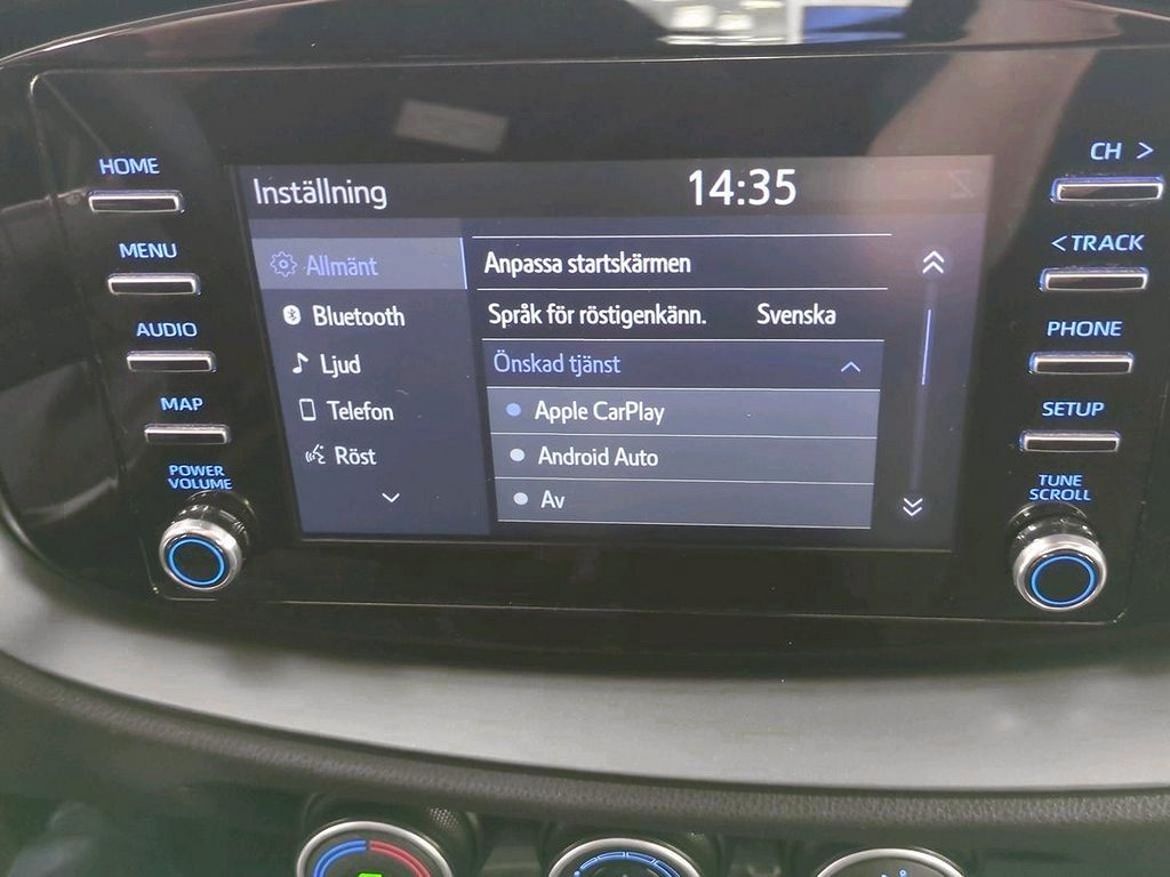 HOME
MENU
AUDIO
MAP
POWER
VOLUME
Inställning
14:35
Allmänt
Bluetooth
Ljud
Telefon
Röst
Anpassa startskärmen
Språk för röstigenkänn. Svenska
Önskad tjänst
Apple CarPlay
Android Auto
Av
CH >
< TRACK
PHONE
SETUP
TUNE
SCROLL